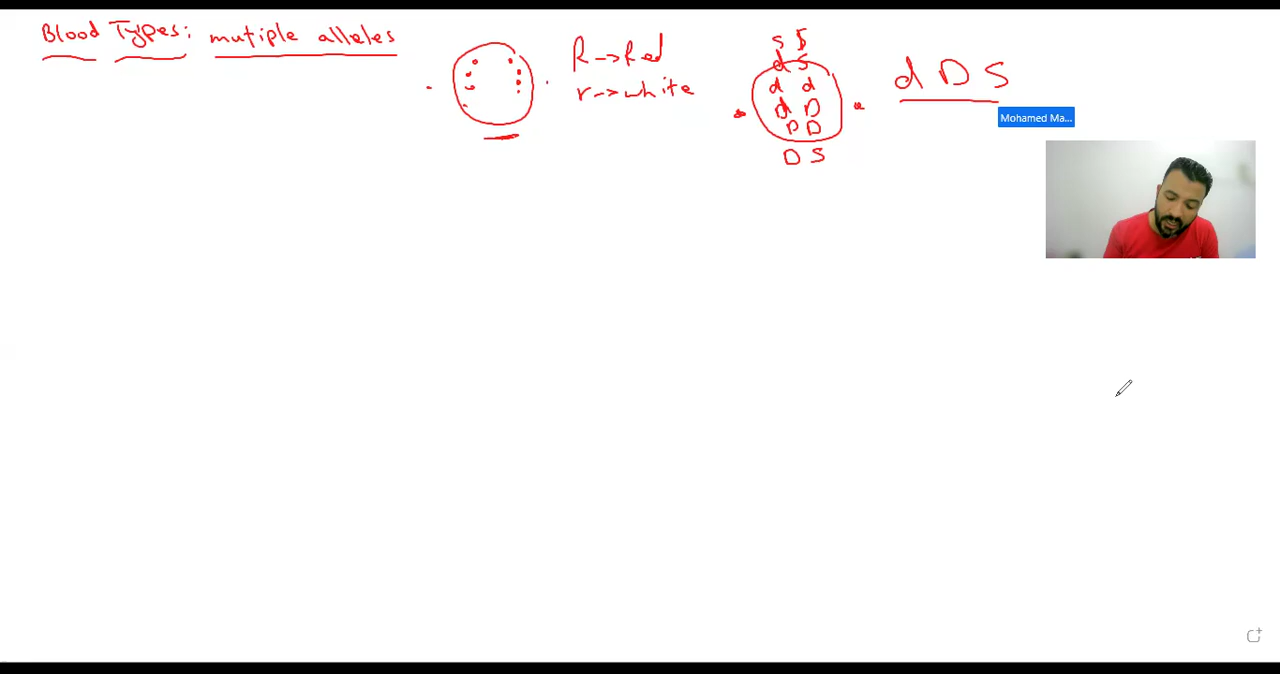 Blood Types: mutiple alleles
R → Red
r → white
S S
d S
d d
d D
D D
D S
d D S
Mohamed Ma...